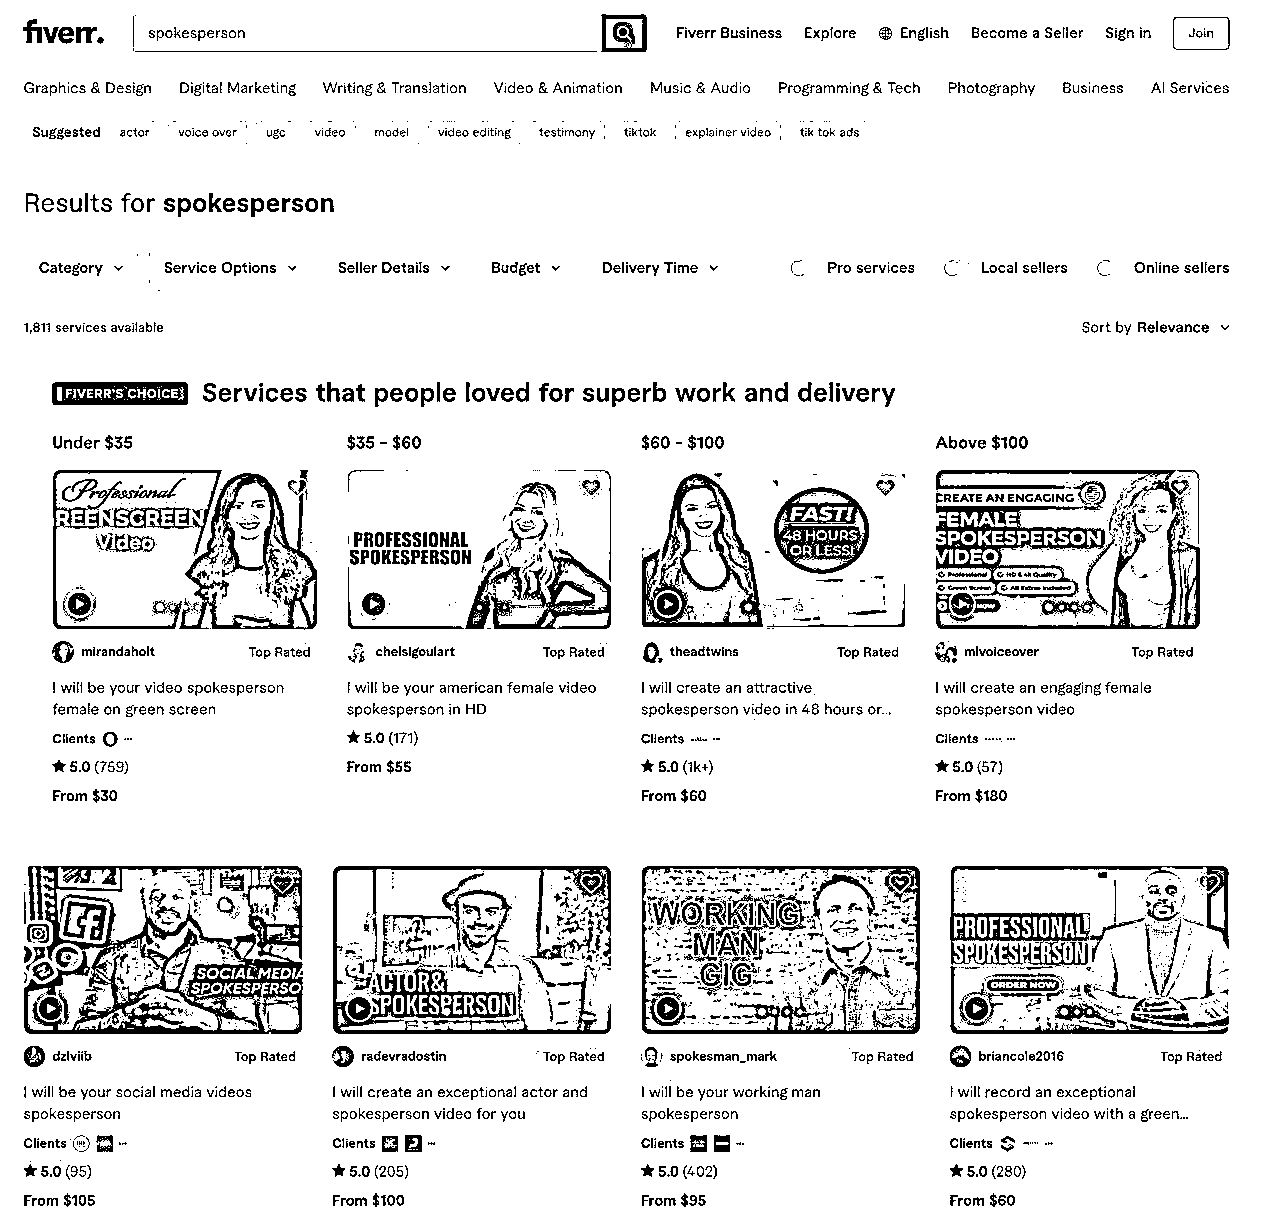 fiverr.
spokesperson
Fiverr Business Explore English Become a Seller Sign in Join
Graphics & Design Digital Marketing Writing & Translation Video & Animation Music & Audio Programming & Tech Photography Business AI Services
Suggested actor voice over ugc video model video editing testimony tiktok explainer video tik tok ads
Results for spokesperson
Category Service Options Seller Details Budget Delivery Time Pro services Local sellers Online sellers
1,811 services available
Sort by Relevance
FIVERR'S CHOICE Services that people loved for superb work and delivery
Under $35 $35 - $60 $60 - $100 Above $100
Professional
REENSCREEN
Video
PROFESSIONAL
SPOKESPERSON
FAST!
48 HOURS
OR LESS!
CREATE AN ENGAGING
FEMALE
SPOKESPERSON
VIDEO
Professional HD & 4K Quality
mirandaholt Top Rated
chelsigoulart Top Rated
theadtwins Top Rated
mlvoiceover Top Rated
I will be your video spokesperson
female on green screen
I will be your american female video
spokesperson in HD
I will create an attractive
spokesperson video in 48 hours or...
I will create an engaging female
spokesperson video
Clients
5.0 (759)
From $30
5.0 (171)
From $55
Clients
5.0 (1k+)
From $60
Clients
5.0 (57)
From $180
SOCIAL MEDIA
SPOKESPERSO
ACTOR&
SPOKESPERSON
WORKING
MAN
GIG
PROFESSIONAL
SPOKESPERSON
ORDER NOW
dzlviib Top Rated
radevradostin Top Rated
spokesman_mark Top Rated
briancole2016 Top Rated
I will be your social media videos
spokesperson
I will create an exceptional actor and
spokesperson video for you
I will be your working man
spokesperson
I will record an exceptional
spokesperson video with a green...
Clients
5.0 (95)
From $105
Clients
5.0 (205)
From $100
Clients
5.0 (402)
From $95
Clients
5.0 (280)
From $60